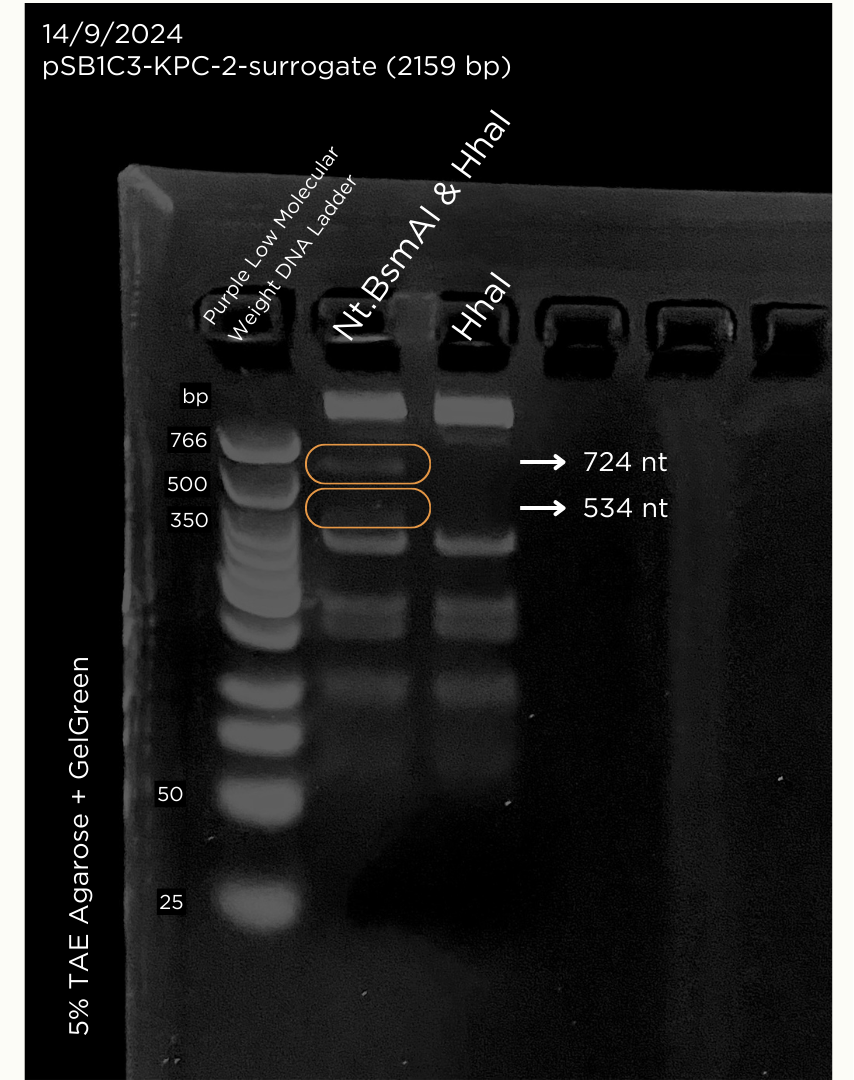 14/9/2024
pSB1C3-KPC-2-surrogate (2159 bp)
Purple Low Molecular
Weight DNA Ladder
Nt.BsmAI & HhaI
HhaI
bp
766
500
350
50
25
724 nt
534 nt
5% TAE Agarose + GelGreen